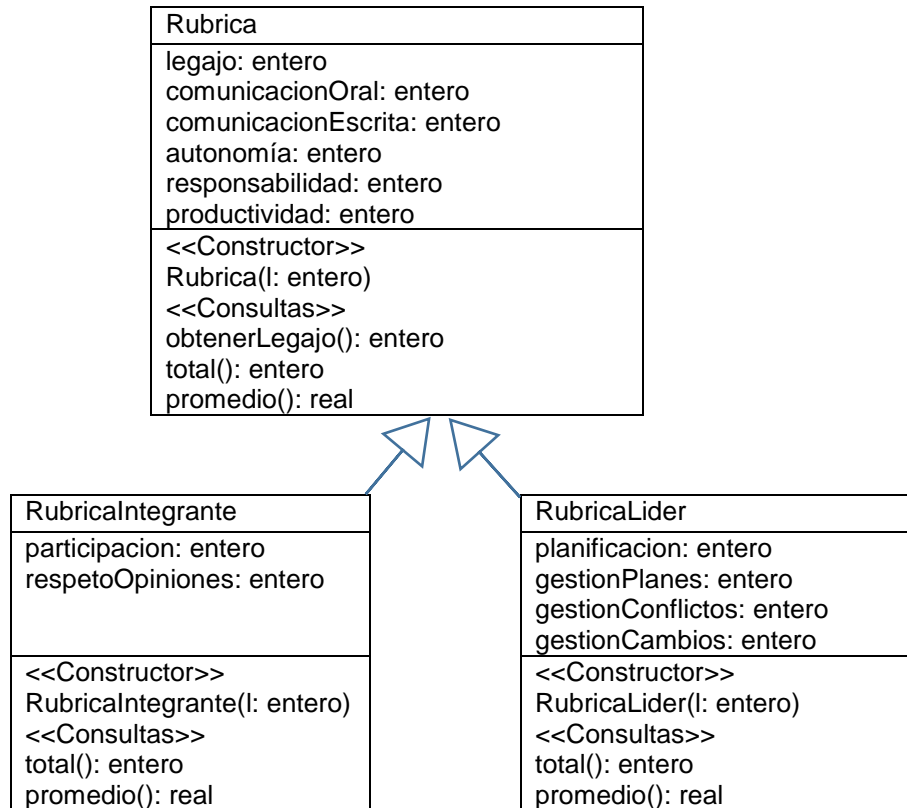 Rubrica
legajo: entero
comunicacionOral: entero
comunicacionEscrita: entero
autonomía: entero
responsabilidad: entero
productividad: entero
<<Constructor>>
Rubrica(l: entero)
<<Consultas>>
obtenerLegajo(): entero
total(): entero
promedio(): real
RubricaIntegrante
participacion: entero
respetoOpiniones: entero
<<Constructor>>
RubricaIntegrante(l: entero)
<<Consultas>>
total(): entero
promedio(): real
RubricaLider
planificacion: entero
gestionPlanes: entero
gestionConflictos: entero
gestionCambios: entero
<<Constructor>>
RubricaLider(l: entero)
<<Consultas>>
total(): entero
promedio(): real